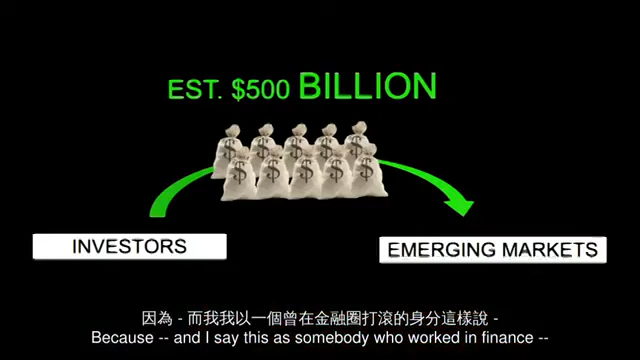 EST. $500 BILLION
INVESTORS
EMERGING MARKETS
因為 - 而我我以一個曾在金融圈打滾的身分這樣說 -
Because -- and I say this as somebody who worked in finance --